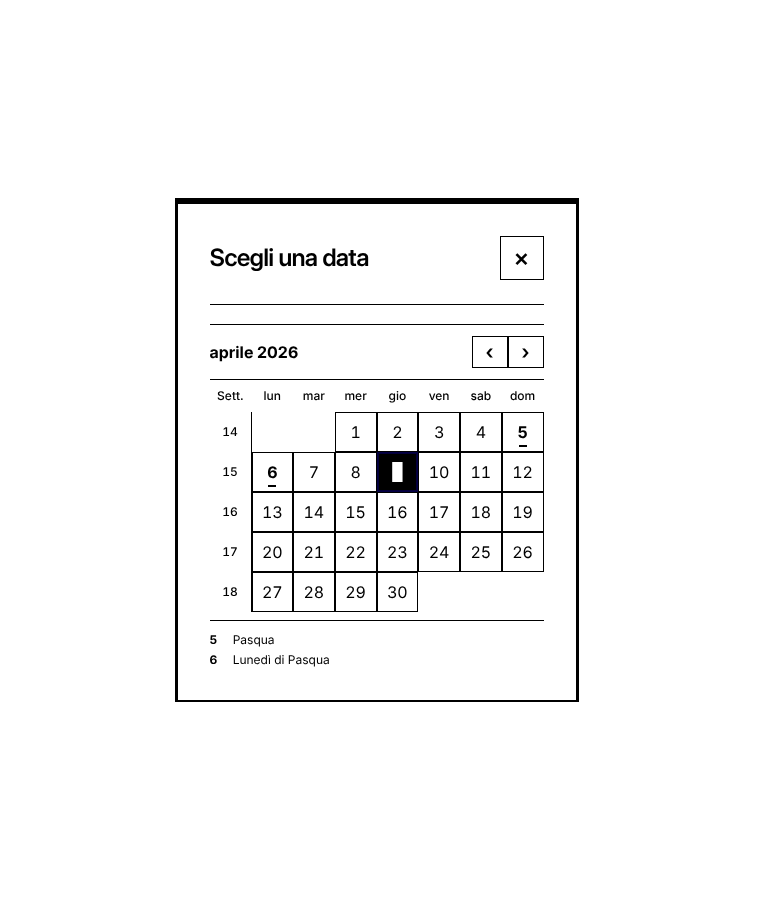 Scegli una data ×
aprile 2026 ‹ ›
Sett. lun mar mer gio ven sab dom
14 1 2 3 4 5
15 6 7 8 10 11 12
16 13 14 15 16 17 18 19
17 20 21 22 23 24 25 26
18 27 28 29 30
5 Pasqua
6 Lunedì di Pasqua